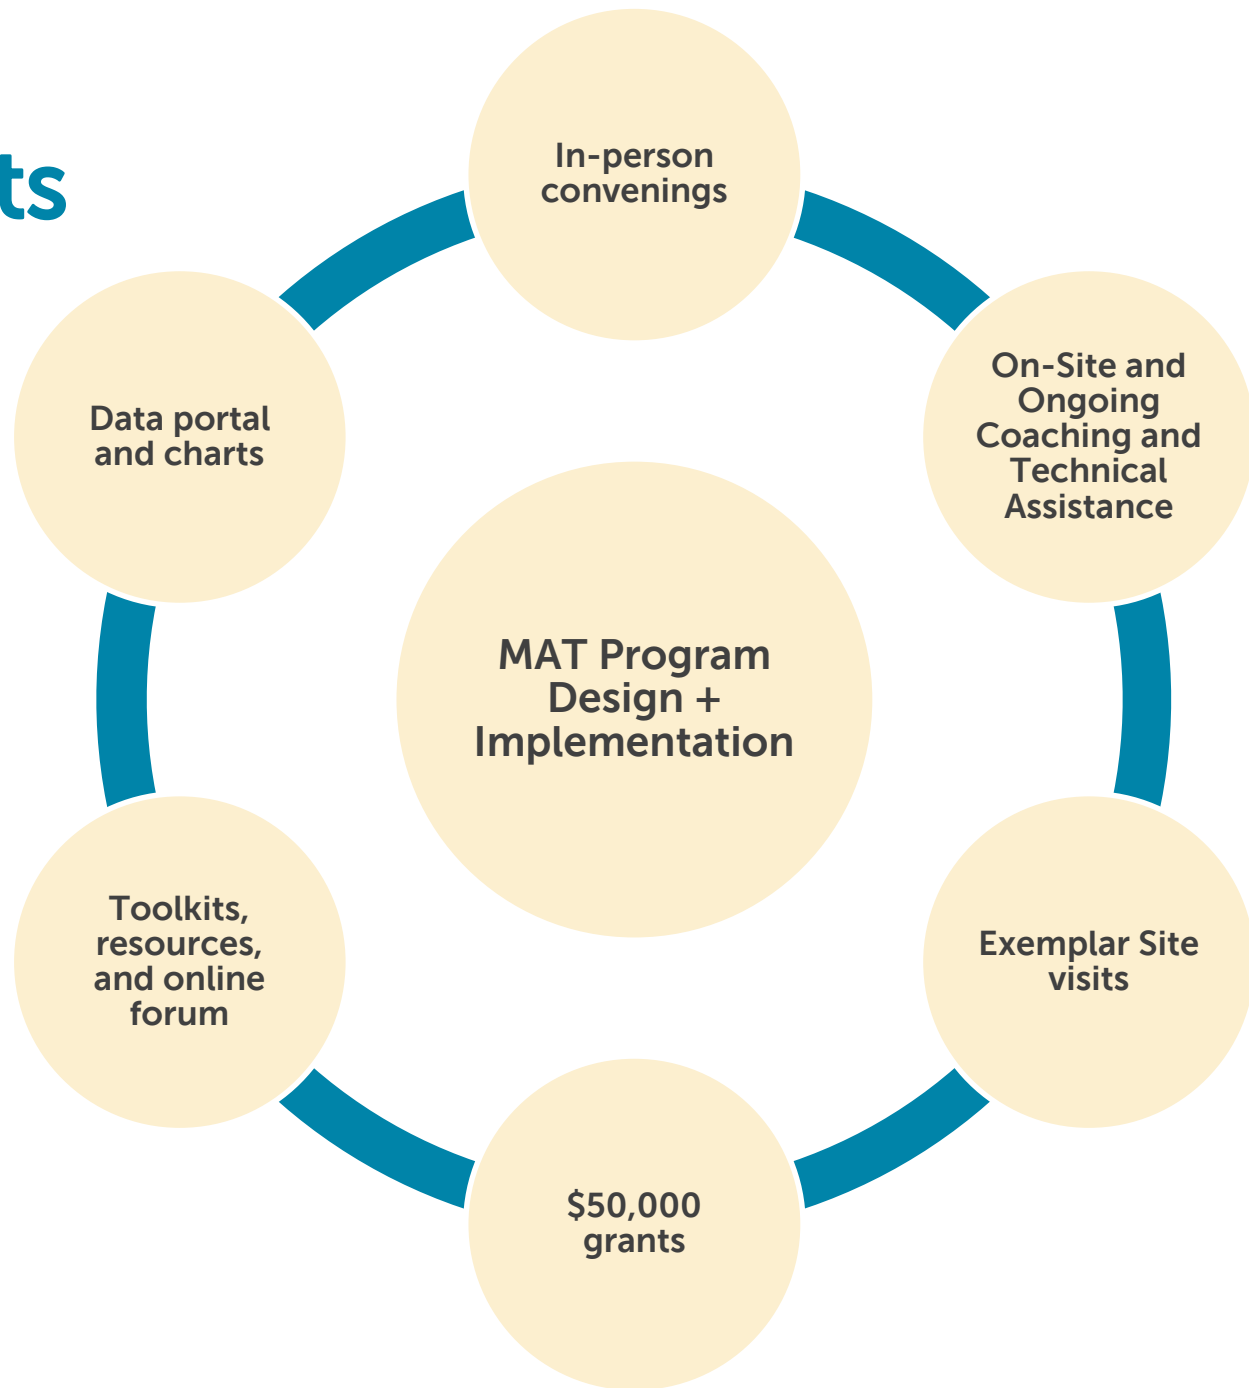 ts
In-person
convenings
On-Site and
Ongoing
Coaching and
Technical
Assistance
Data portal
and charts
MAT Program
Design +
Implementation
Toolkits,
resources,
and online
forum
Exemplar Site
visits
$50,000
grants